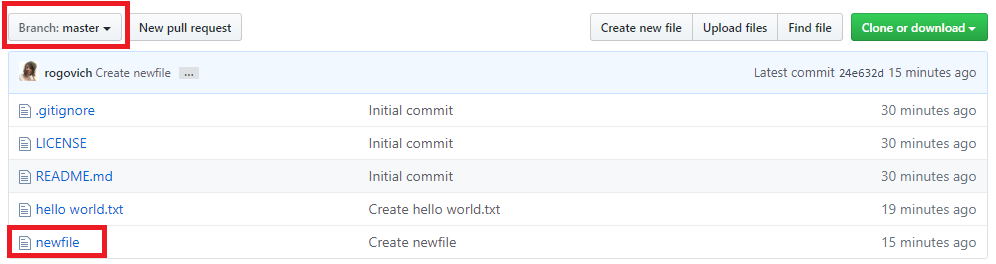 Branch: master New pull request Create new file Upload files Find file Clone or download
rogovich Create newfile ... Latest commit 24e632d 15 minutes ago
.gitignore Initial commit 30 minutes ago
LICENSE Initial commit 30 minutes ago
README.md Initial commit 30 minutes ago
hello world.txt Create hello world.txt 19 minutes ago
newfile Create newfile 15 minutes ago